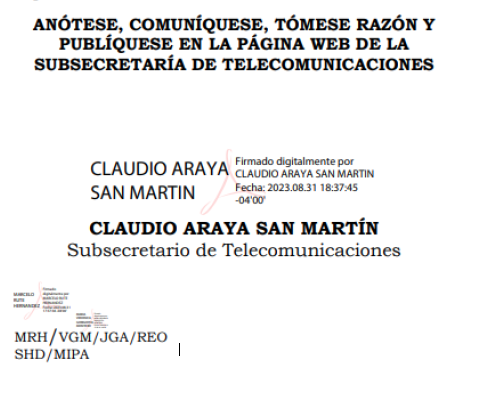 ANÓTESE, COMUNÍQUESE, TÓMESE RAZÓN Y
PUBLÍQUESE EN LA PÁGINA WEB DE LA
SUBSECRETARÍA DE TELECOMUNICACIONES
CLAUDIO ARAYA
SAN MARTIN
Firmado digitalmente por
CLAUDIO ARAYA SAN MARTIN
Fecha: 2023.08.31 18:37:45
-04'00'
CLAUDIO ARAYA SAN MARTÍN
Subsecretario de Telecomunicaciones
MARCELO
HERNANDEZ
MRH/VGM/JGA/REO
SHD/MIPA